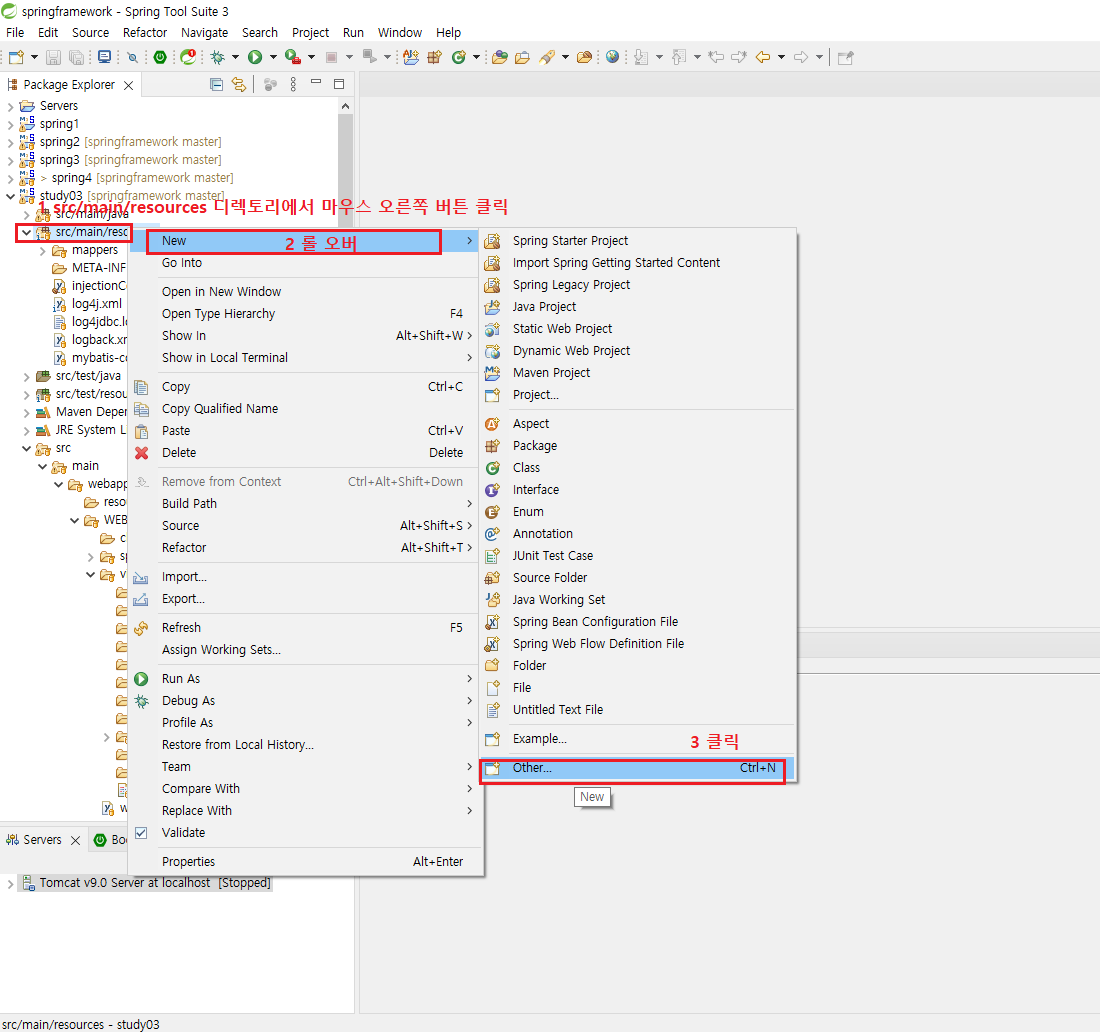 springframework - Spring Tool Suite 3
File Edit Source Refactor Navigate Search Project Run Window Help
Package Explorer
Servers
spring1
spring2 [springframework master]
spring3 [springframework master]
> spring4 [springframework master]
study03 [springframework master]
1 src/main/resources 디렉토리에서 마우스 오른쪽 버튼 클릭
src/main/java
src/main/reso
mappers
META-INF
injectionCo
log4j.xml
log4jdbc.lo
logback.xm
mybatis-co
src/test/java
src/test/resou
Maven Depen
JRE System L
src
main
webapp
reso
WEB
c
sp
v
w
New
2 롤 오버
Go Into
Open in New Window
Open Type Hierarchy F4
Show In Alt+Shift+W >
Show in Local Terminal
Copy Ctrl+C
Copy Qualified Name
Paste Ctrl+V
Delete Delete
Remove from Context Ctrl+Alt+Shift+Down
Build Path
Source Alt+Shift+S >
Refactor Alt+Shift+T >
Import...
Export...
Refresh F5
Assign Working Sets...
Run As
Debug As
Profile As
Restore from Local History...
Team
Compare With
Replace With
Validate
Properties Alt+Enter
Spring Starter Project
Import Spring Getting Started Content
Spring Legacy Project
Java Project
Static Web Project
Dynamic Web Project
Maven Project
Project...
Aspect
Package
Class
Interface
Enum
Annotation
JUnit Test Case
Source Folder
Java Working Set
Spring Bean Configuration File
Spring Web Flow Definition File
Folder
File
Untitled Text File
Example...
3 클릭
Other... Ctrl+N
New
Servers
Boo
Tomcat v9.0 Server at localhost [Stopped]
src/main/resources - study03